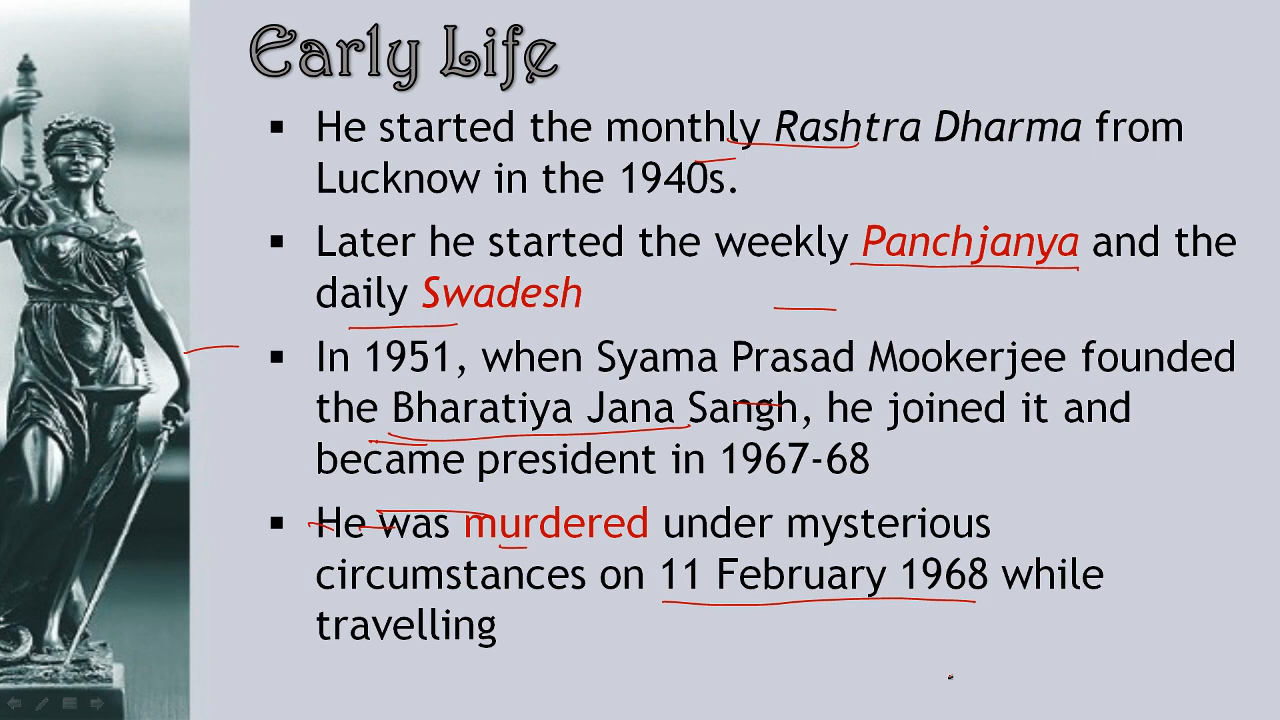 Early Life
▪ He started the monthly Rashtra Dharma from
Lucknow in the 1940s.
▪ Later he started the weekly Panchjanya and the
daily Swadesh
▪ In 1951, when Syama Prasad Mookerjee founded
the Bharatiya Jana Sangh, he joined it and
became president in 1967-68
▪ He was murdered under mysterious
circumstances on 11 February 1968 while
travelling